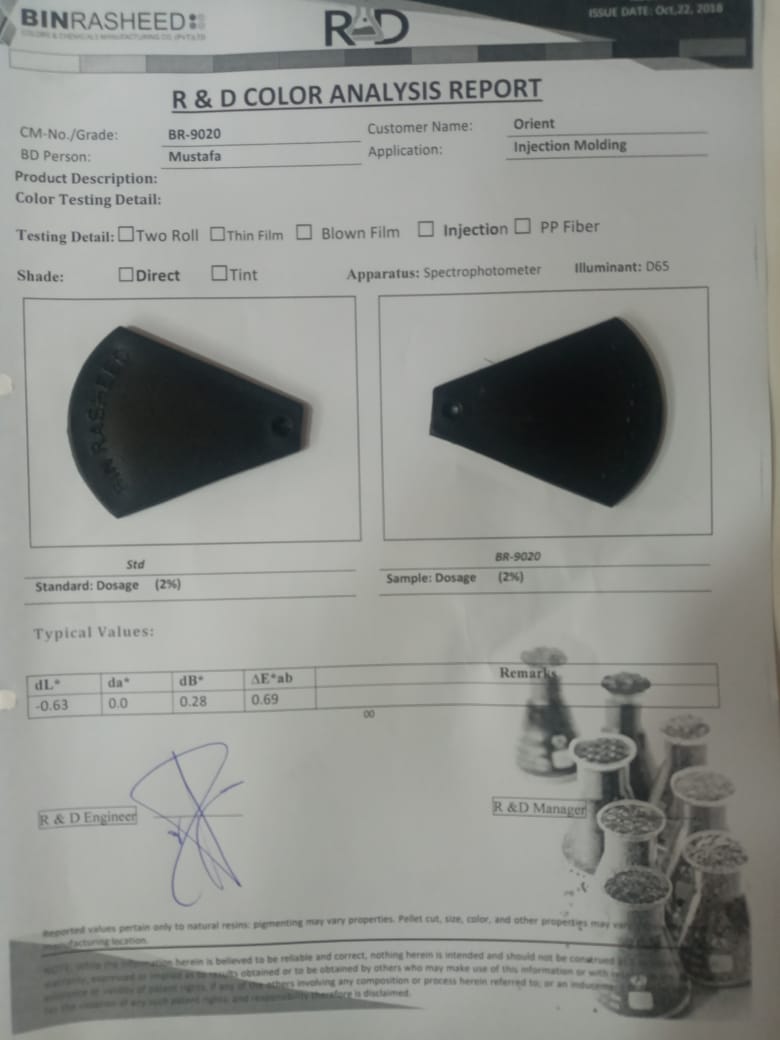 BINRASHEED
COLORS & CHEMICALS MANUFACTURING CO. (PVT)LTD
R&D
ISSUE DATE: Oct,22, 2018
R & D COLOR ANALYSIS REPORT
CM-No./Grade: BR-9020 Customer Name: Orient
BD Person: Mustafa Application: Injection Molding
Product Description:
Color Testing Detail:
Testing Detail: ☐Two Roll ☐Thin Film ☐ Blown Film ☐ Injection ☐ PP Fiber
Shade: ☐Direct ☐Tint Apparatus: Spectrophotometer Illuminant: D65
BIN RASHEED
Std BR-9020
Standard: Dosage (2%) Sample: Dosage (2%)
Typical Values:
dL* da* dB* ΔE*ab Remarks
-0.63 0.0 0.28 0.69
00
R & D Engineer R &D Manager
Reported values pertain only to natural resins: pigmenting may vary properties. Pellet cut, size, color, and other properties may vary
manufacturing location.
NOTE: While the information herein is believed to be reliable and correct, nothing herein is intended and should not be construed
warranty, expressed or implied as to results obtained or to be obtained by others who may make use of this information or with
assurance or validity of patent rights, if any of the others involving any composition or process herein referred to; or an inducement
for the violation of any such patent rights and responsibility therefore is disclaimed.